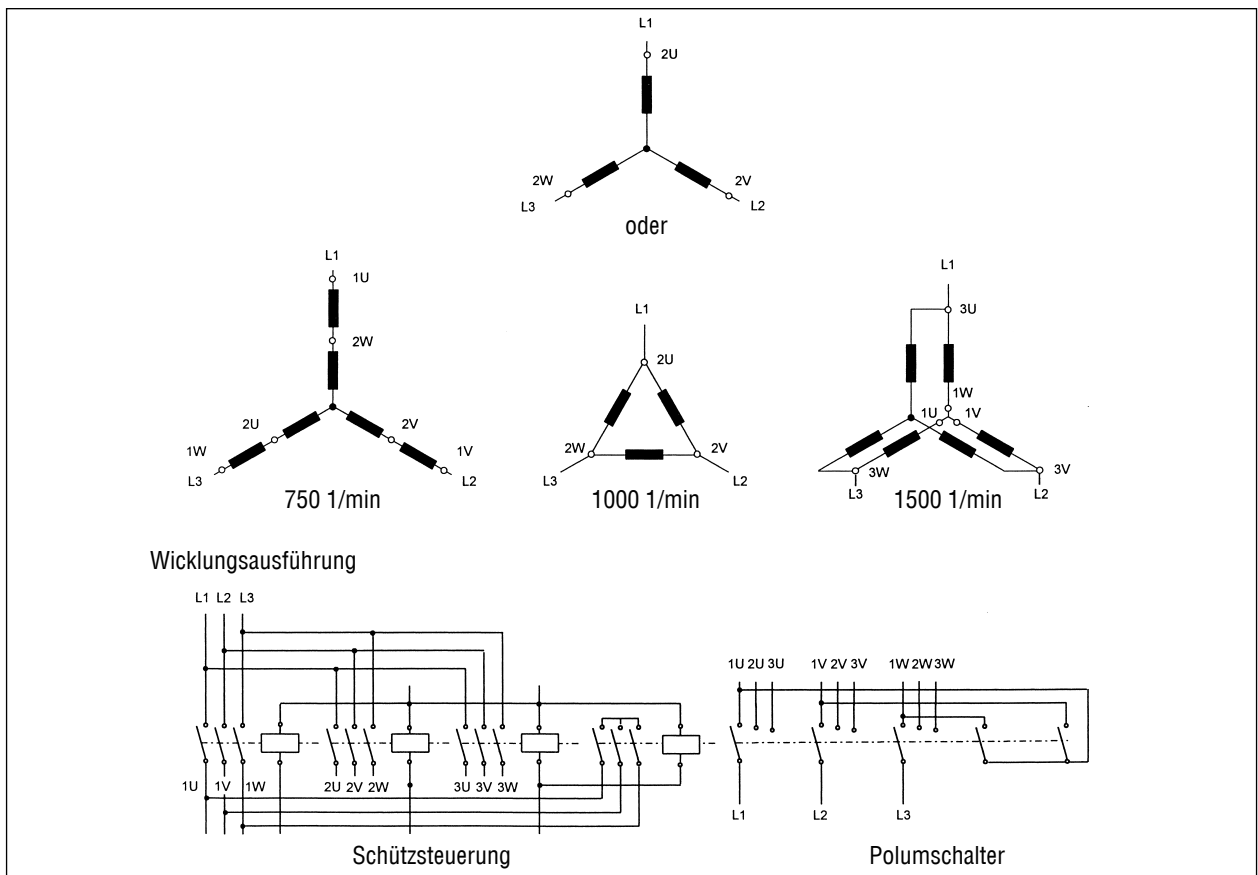 L1
2U
2W
2V
L3
L2
oder
L1
1U
2W
2U
2V
1W
1V
L3
L2
750 1/min
L1
2U
2W
2V
L3
L2
1000 1/min
L1
3U
1W
1U
1V
3W
3V
L3
L2
1500 1/min
Wicklungsausführung
L1 L2 L3
1U 1V 1W
2U 2V 2W
3U 3V 3W
Schützsteuerung
1U 2U 3U
1V 2V 3V
1W 2W 3W
L1
L2
L3
Polumschalter